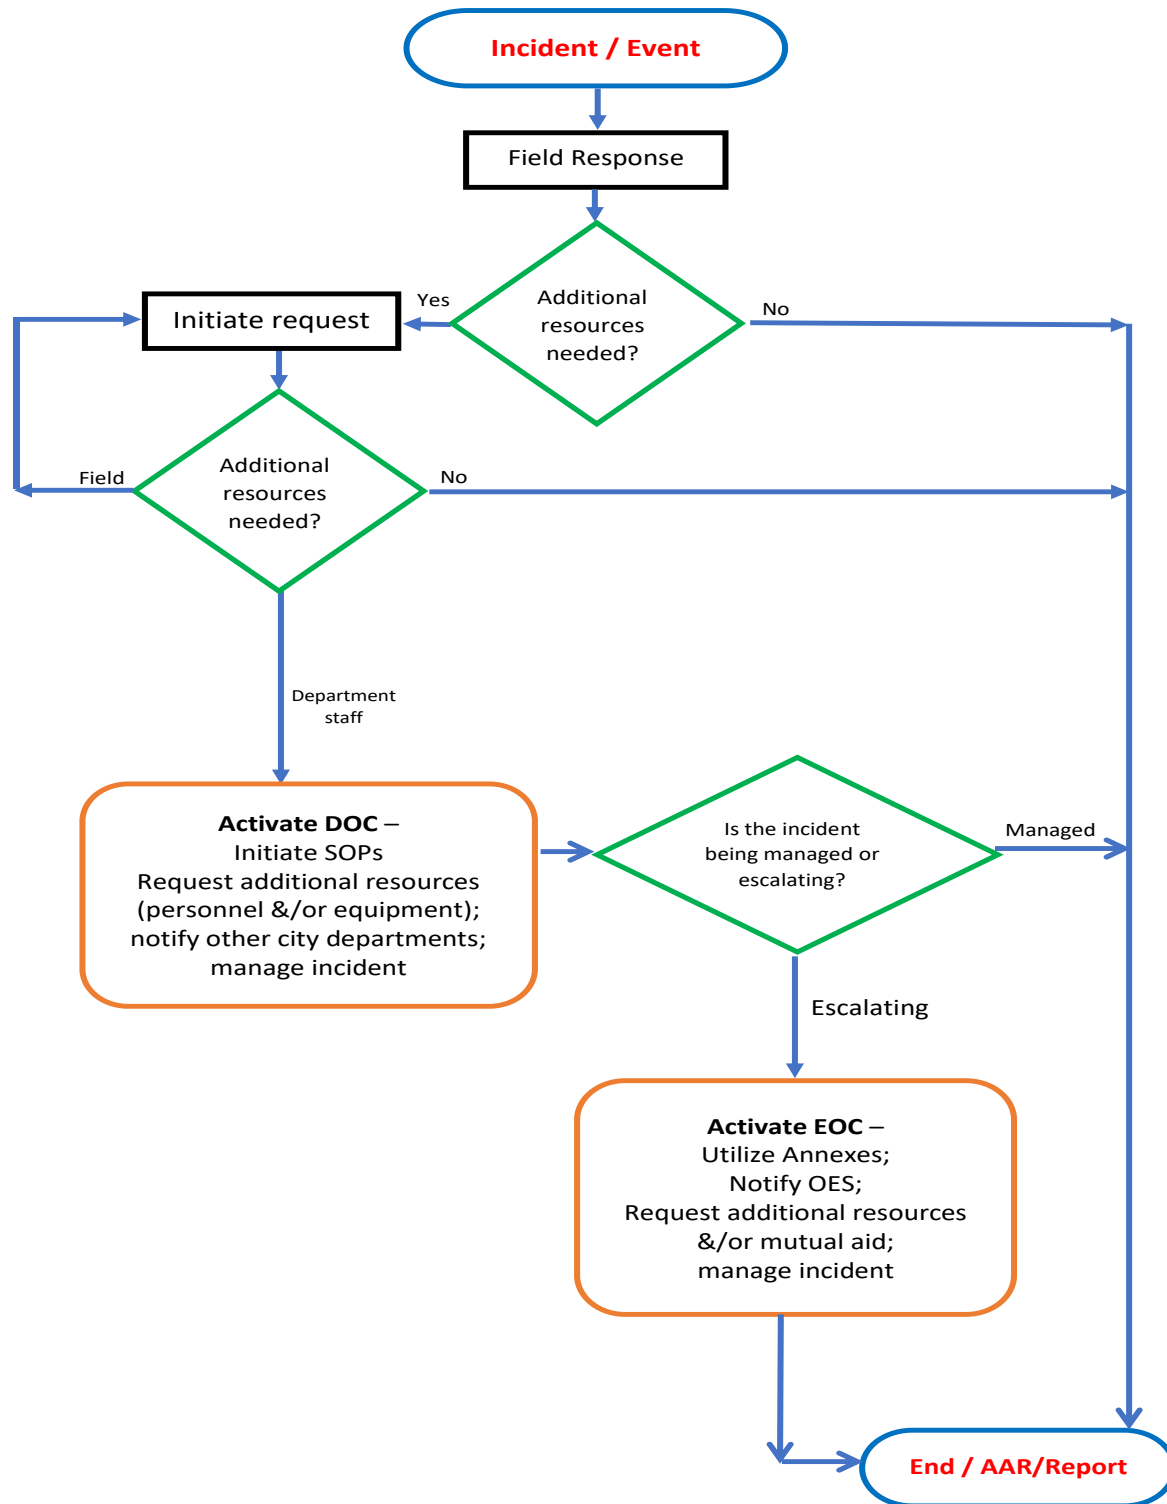 Incident / Event
Field Response
Additional
resources
needed?
Yes
No
Initiate request
Additional
resources
needed?
Field
No
Department
staff
Activate DOC –
Initiate SOPs
Request additional resources
(personnel &/or equipment);
notify other city departments;
manage incident
Is the incident
being managed or
escalating?
Managed
Escalating
Activate EOC –
Utilize Annexes;
Notify OES;
Request additional resources
&/or mutual aid;
manage incident
End / AAR/Report